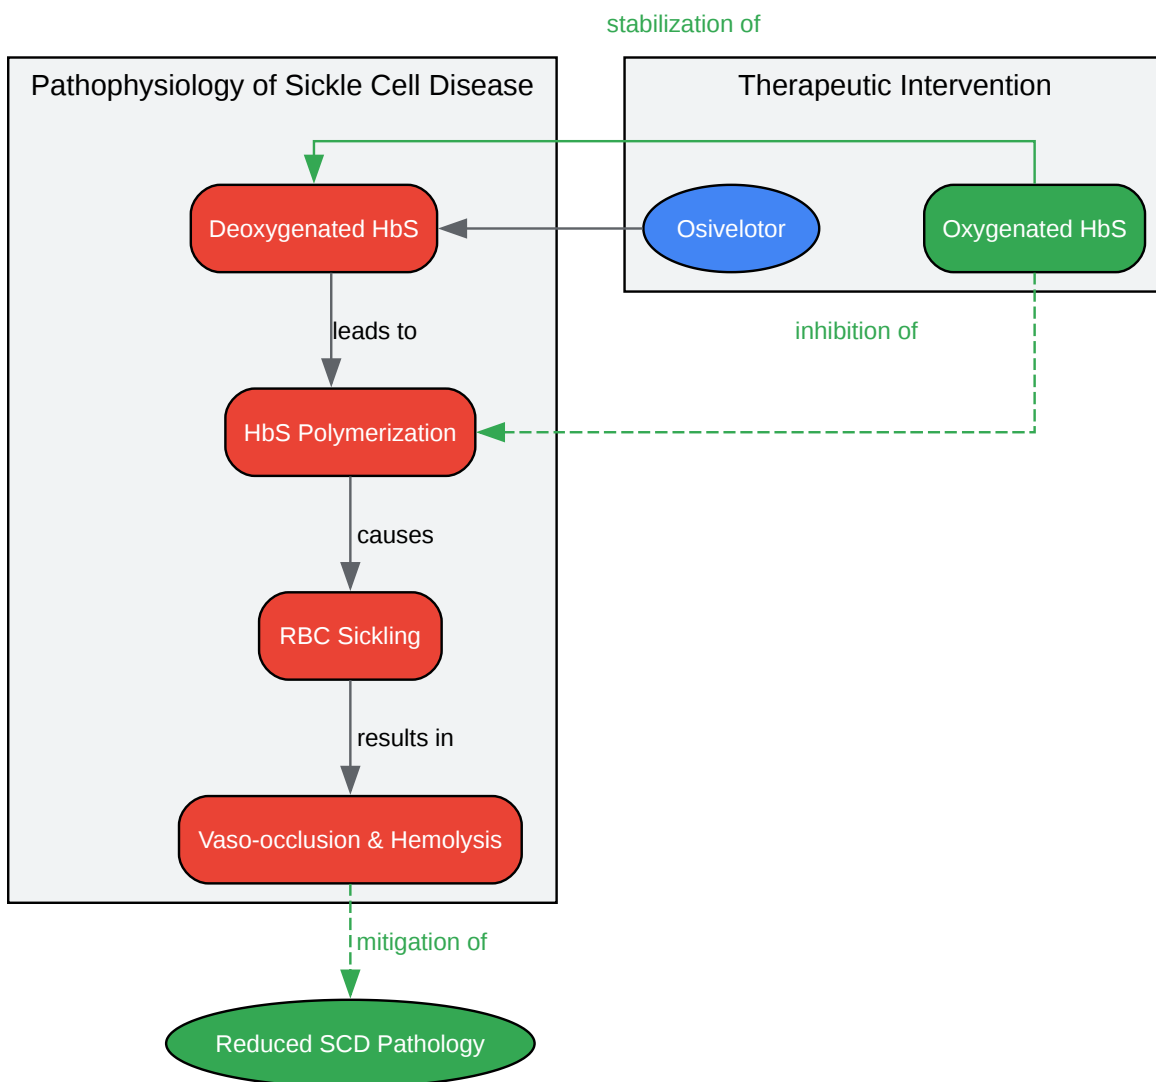 stabilization of
Pathophysiology of Sickle Cell Disease
Therapeutic Intervention
Deoxygenated HbS
Osivelotor
Oxygenated HbS
leads to
inhibition of
HbS Polymerization
causes
RBC Sickling
results in
Vaso-occlusion & Hemolysis
mitigation of
Reduced SCD Pathology